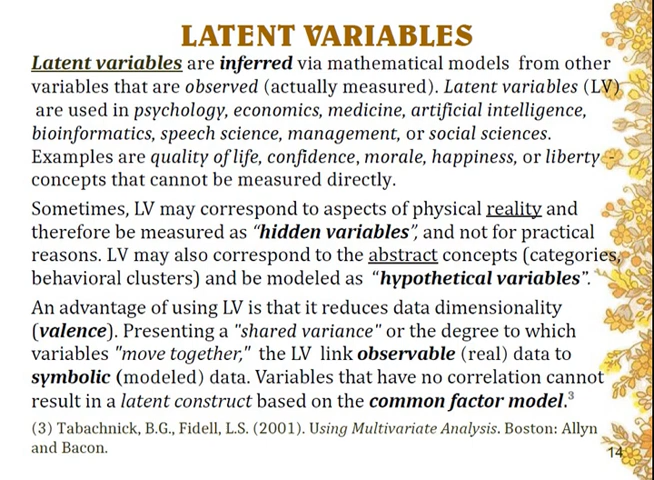 LATENT VARIABLES
Latent variables are inferred via mathematical models from other
variables that are observed (actually measured). Latent variables (LV)
are used in psychology, economics, medicine, artificial intelligence,
bioinformatics, speech science, management, or social sciences.
Examples are quality of life, confidence, morale, happiness, or liberty -
concepts that cannot be measured directly.
Sometimes, LV may correspond to aspects of physical reality and
therefore be measured as “hidden variables”, and not for practical
reasons. LV may also correspond to the abstract concepts (categories,
behavioral clusters) and be modeled as “hypothetical variables”.
An advantage of using LV is that it reduces data dimensionality
(valence). Presenting a "shared variance" or the degree to which
variables "move together," the LV link observable (real) data to
symbolic (modeled) data. Variables that have no correlation cannot
result in a latent construct based on the common factor model.3
(3) Tabachnick, B.G., Fidell, L.S. (2001). Using Multivariate Analysis. Boston: Allyn
and Bacon.
14